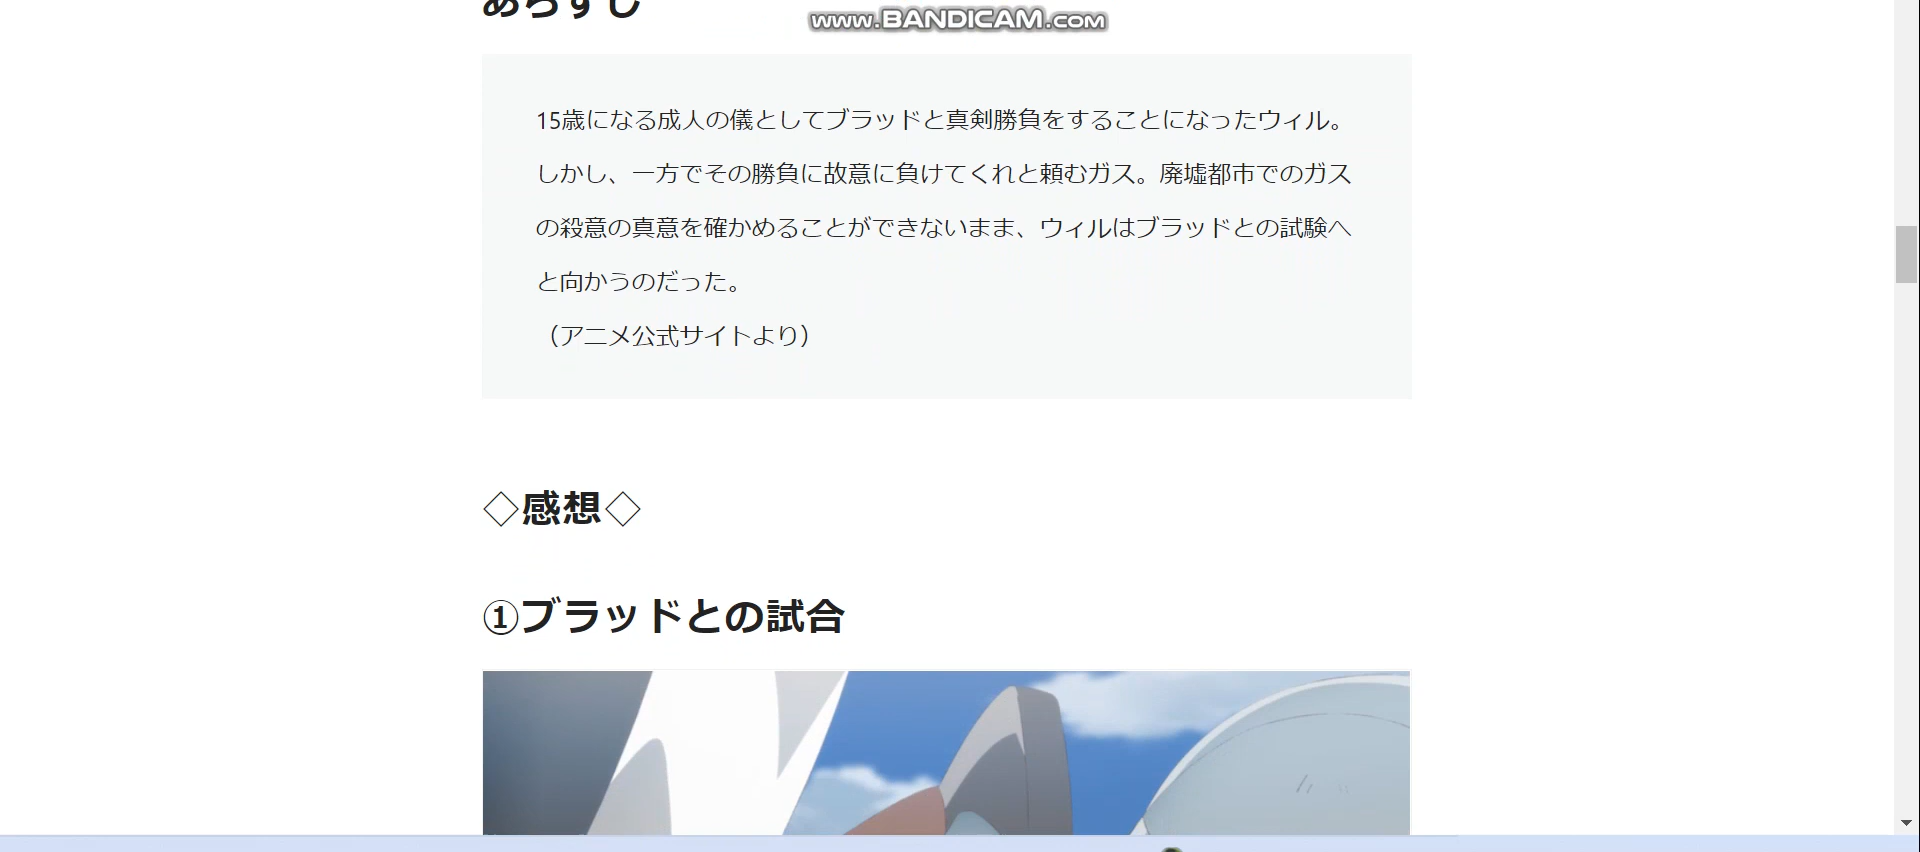 あらすじ
www.BANDICAM.com
15歳になる成人の儀としてブラッドと真剣勝負をすることになったウィル。
しかし、一方でその勝負に故意に負けてくれと頼むガス。廃墟都市でのガス
の殺意の真意を確かめることができないまま、ウィルはブラッドとの試験へ
と向かうのだった。
（アニメ公式サイトより）
◇感想◇
①ブラッドとの試合